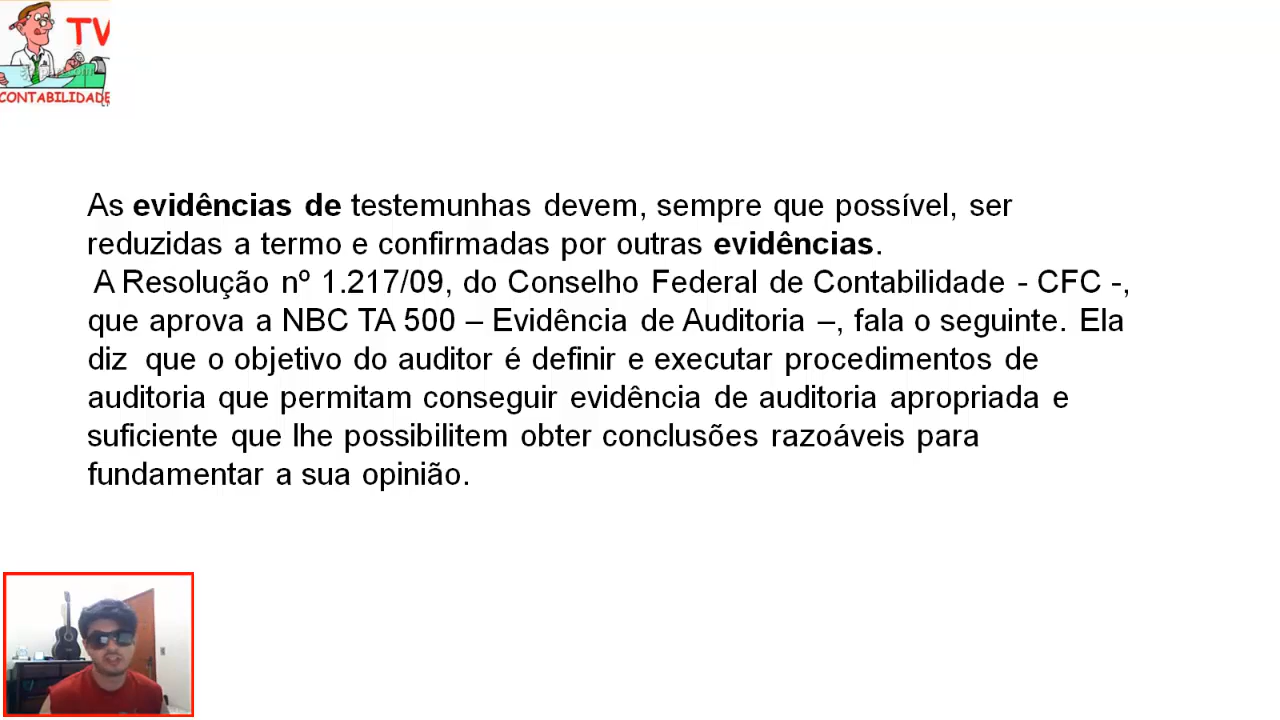 TV
CONTABILIDADE
As evidências de testemunhas devem, sempre que possível, ser
reduzidas a termo e confirmadas por outras evidências.
A Resolução nº 1.217/09, do Conselho Federal de Contabilidade - CFC -,
que aprova a NBC TA 500 – Evidência de Auditoria –, fala o seguinte. Ela
diz que o objetivo do auditor é definir e executar procedimentos de
auditoria que permitam conseguir evidência de auditoria apropriada e
suficiente que lhe possibilitem obter conclusões razoáveis para
fundamentar a sua opinião.